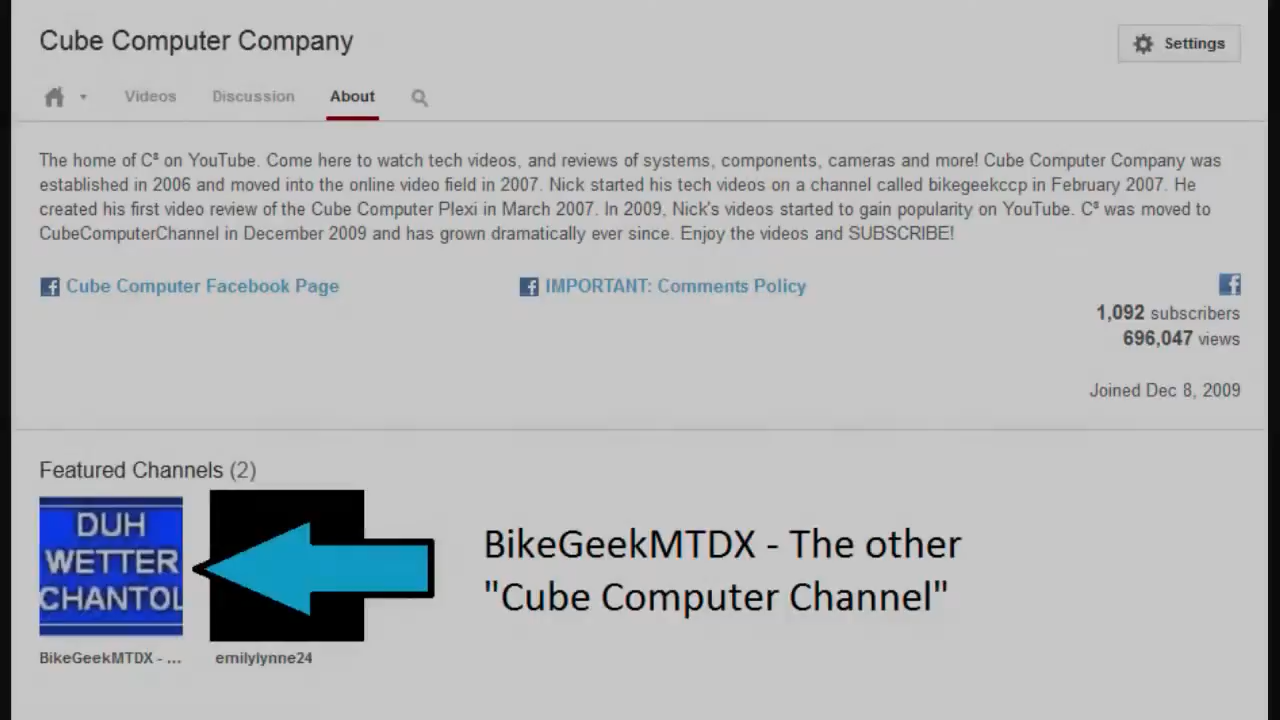 Cube Computer Company
Settings
Videos Discussion About
The home of C³ on YouTube. Come here to watch tech videos, and reviews of systems, components, cameras and more! Cube Computer Company was
established in 2006 and moved into the online video field in 2007. Nick started his tech videos on a channel called bikegeekccp in February 2007. He
created his first video review of the Cube Computer Plexi in March 2007. In 2009, Nick's videos started to gain popularity on YouTube. C³ was moved to
CubeComputerChannel in December 2009 and has grown dramatically ever since. Enjoy the videos and SUBSCRIBE!
Cube Computer Facebook Page
IMPORTANT: Comments Policy
1,092 subscribers
696,047 views
Joined Dec 8, 2009
Featured Channels (2)
DUH
WETTER
CHANTOL
BikeGeekMTDX - ...
emilylynne24
BikeGeekMTDX - The other
"Cube Computer Channel"